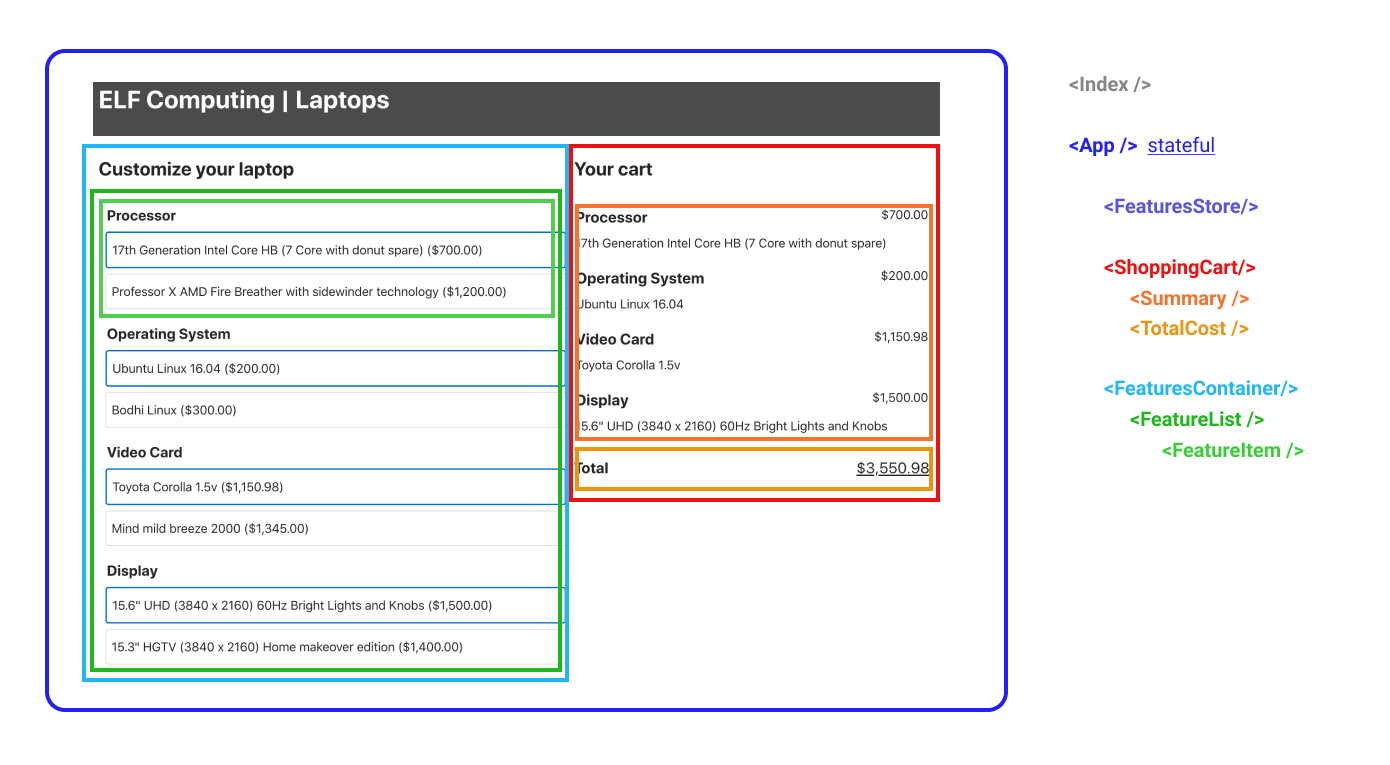 ELF Computing | Laptops
Customize your laptop
Processor
17th Generation Intel Core HB (7 Core with donut spare) ($700.00)
Professor X AMD Fire Breather with sidewinder technology ($1,200.00)
Operating System
Ubuntu Linux 16.04 ($200.00)
Bodhi Linux ($300.00)
Video Card
Toyota Corolla 1.5v ($1,150.98)
Mind mild breeze 2000 ($1,345.00)
Display
15.6" UHD (3840 x 2160) 60Hz Bright Lights and Knobs ($1,500.00)
15.3" HGTV (3840 x 2160) Home makeover edition ($1,400.00)
Your cart
Processor $700.00
17th Generation Intel Core HB (7 Core with donut spare)
Operating System $200.00
Ubuntu Linux 16.04
Video Card $1,150.98
Toyota Corolla 1.5v
Display $1,500.00
15.6" UHD (3840 x 2160) 60Hz Bright Lights and Knobs
Total $3,550.98
<Index />
<App /> stateful
<FeaturesStore/>
<ShoppingCart/>
<Summary />
<TotalCost />
<FeaturesContainer/>
<FeatureList />
<FeatureItem />